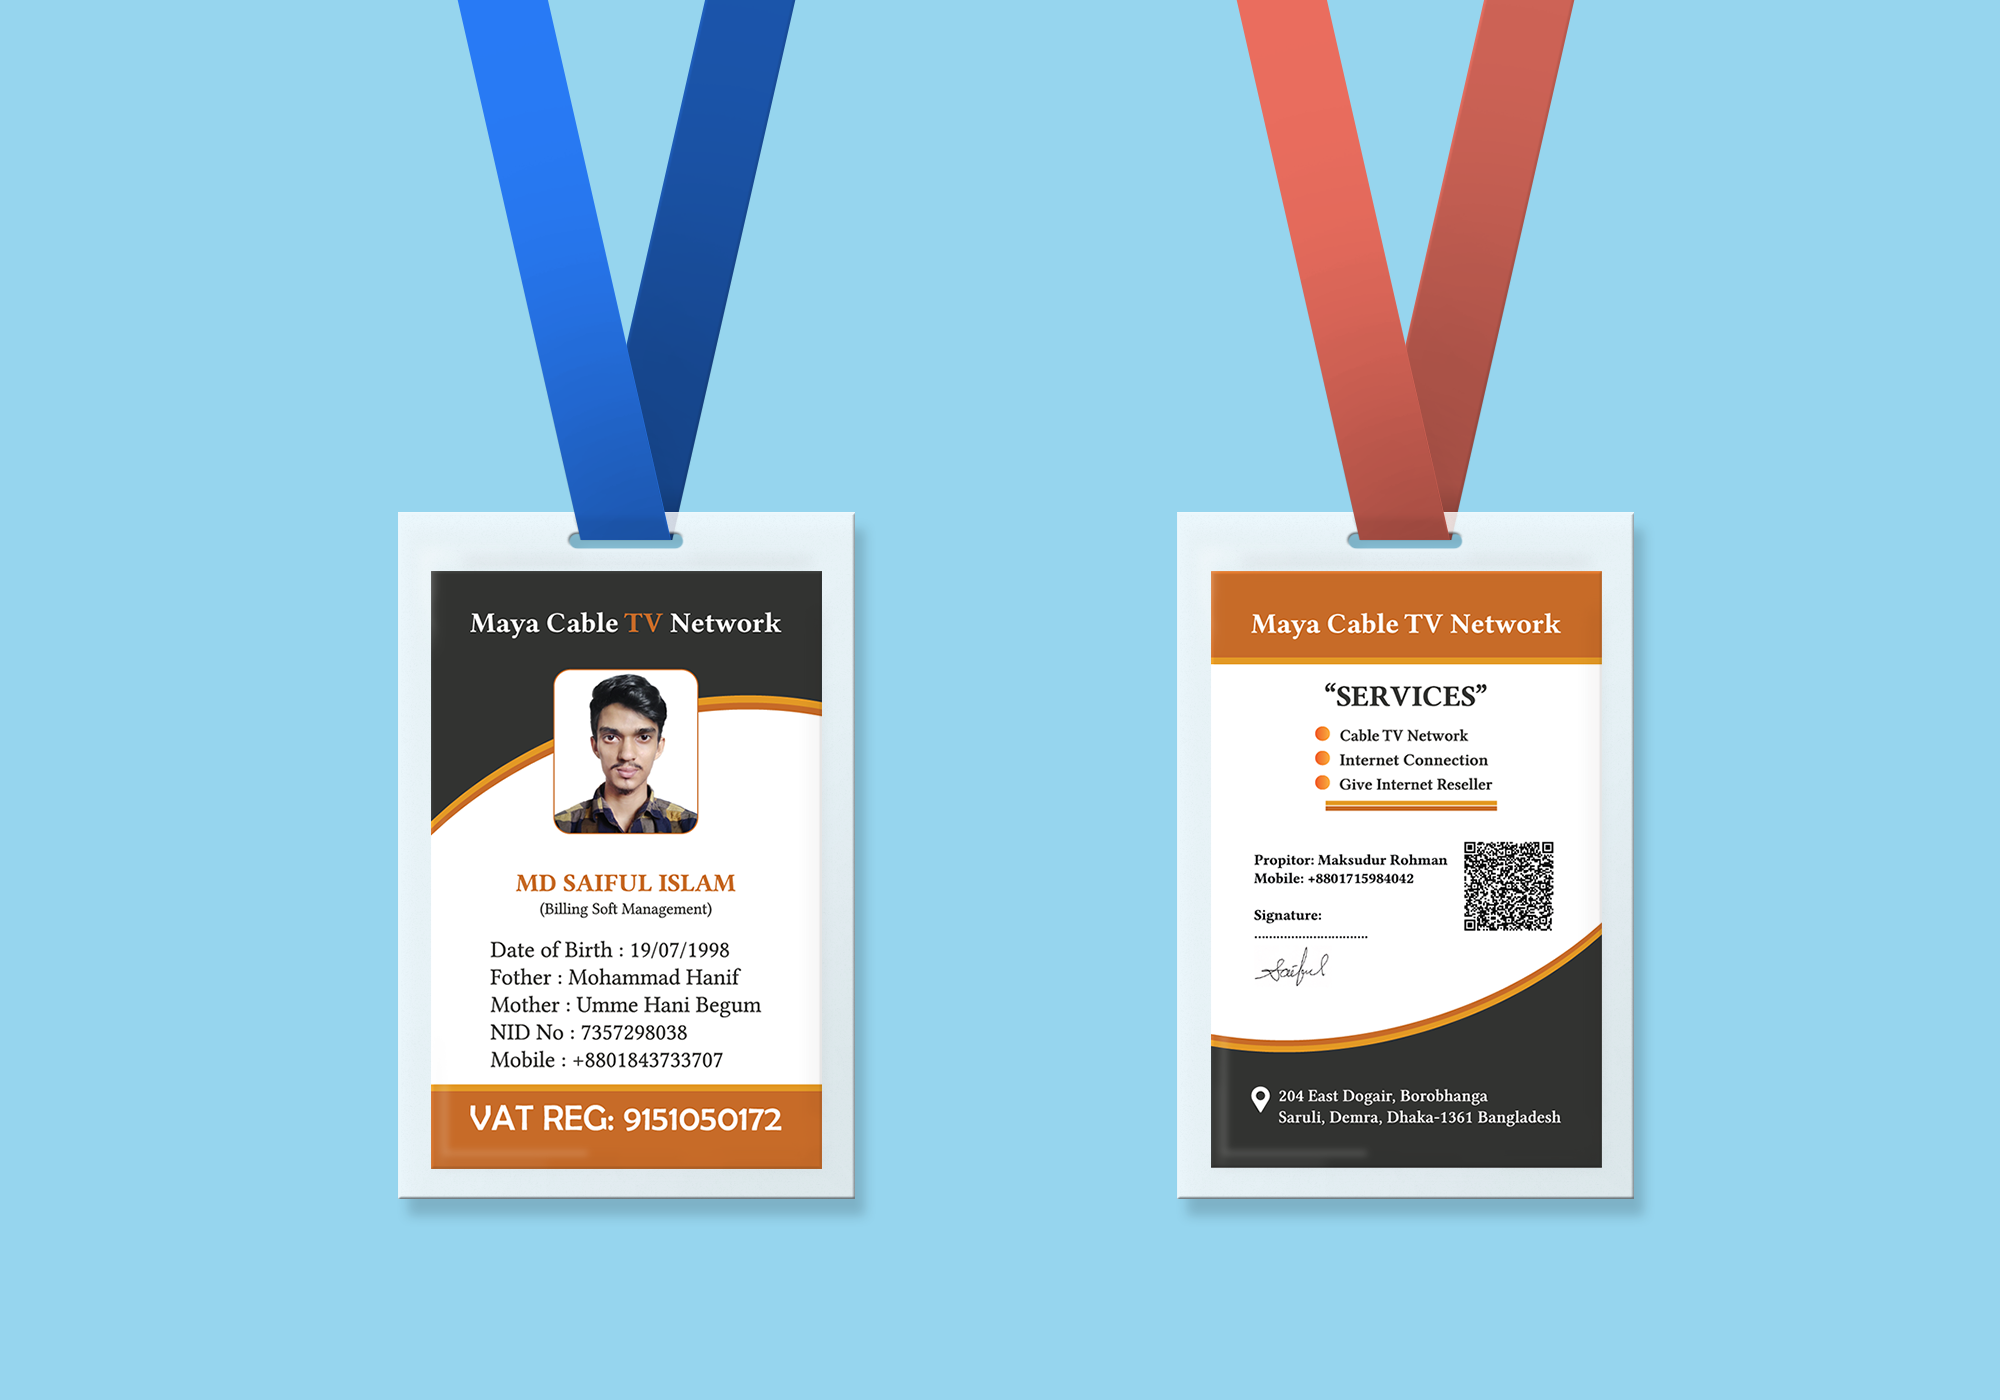 Maya Cable TV Network
MD SAIFUL ISLAM
(Billing Soft Management)
Date of Birth : 19/07/1998
Fother : Mohammad Hanif
Mother : Umme Hani Begum
NID No : 7357298038
Mobile : +8801843733707
VAT REG: 9151050172
Maya Cable TV Network
“SERVICES”
Cable TV Network
Internet Connection
Give Internet Reseller
Propitor: Maksudur Rohman
Mobile: +8801715984042
Signature:
...............................
Saiful
204 East Dogair, Borobhanga
Saruli, Demra, Dhaka-1361 Bangladesh